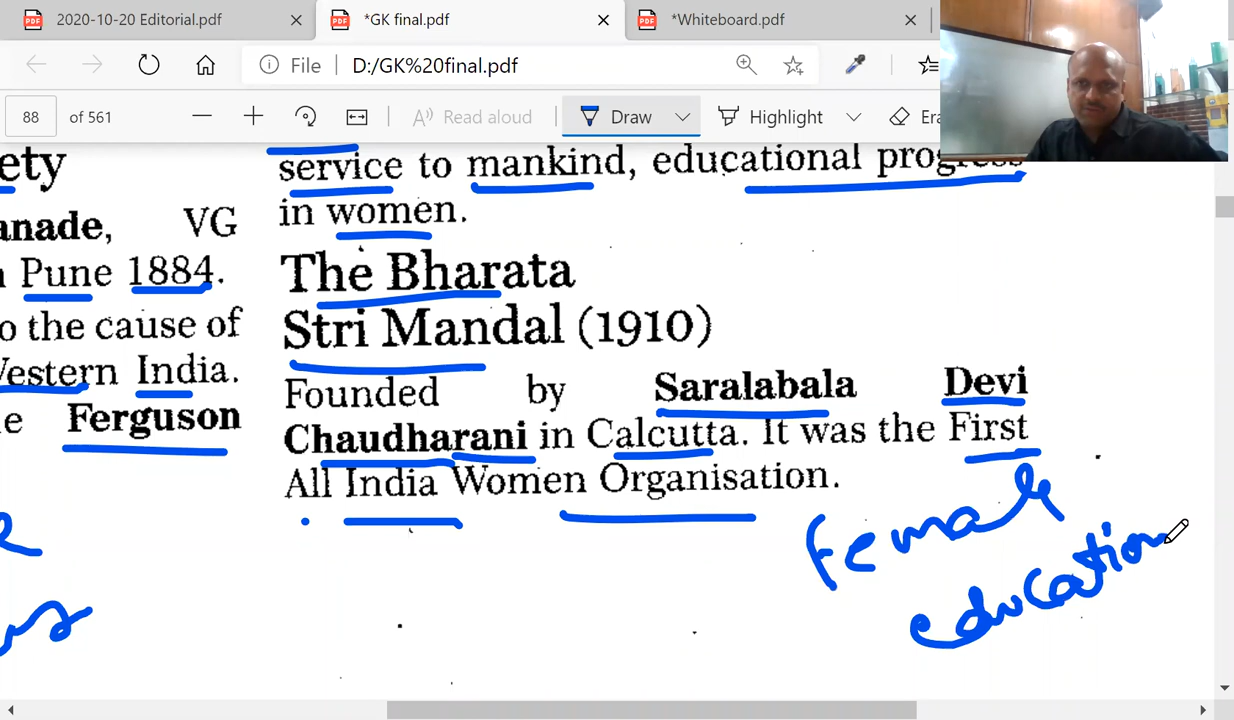 2020-10-20 Editorial.pdf
*GK final.pdf
*Whiteboard.pdf
File
D:/GK%20final.pdf
88 of 561
Read aloud
Draw
Highlight
Era
ety
anade, VG
Pune 1884.
o the cause of
Western India.
e Ferguson
service to mankind, educational progress
in women.
The Bharata
Stri Mandal (1910)
Founded by Saralabala Devi
Chaudharani in Calcutta. It was the First
All India Women Organisation.
Female
education